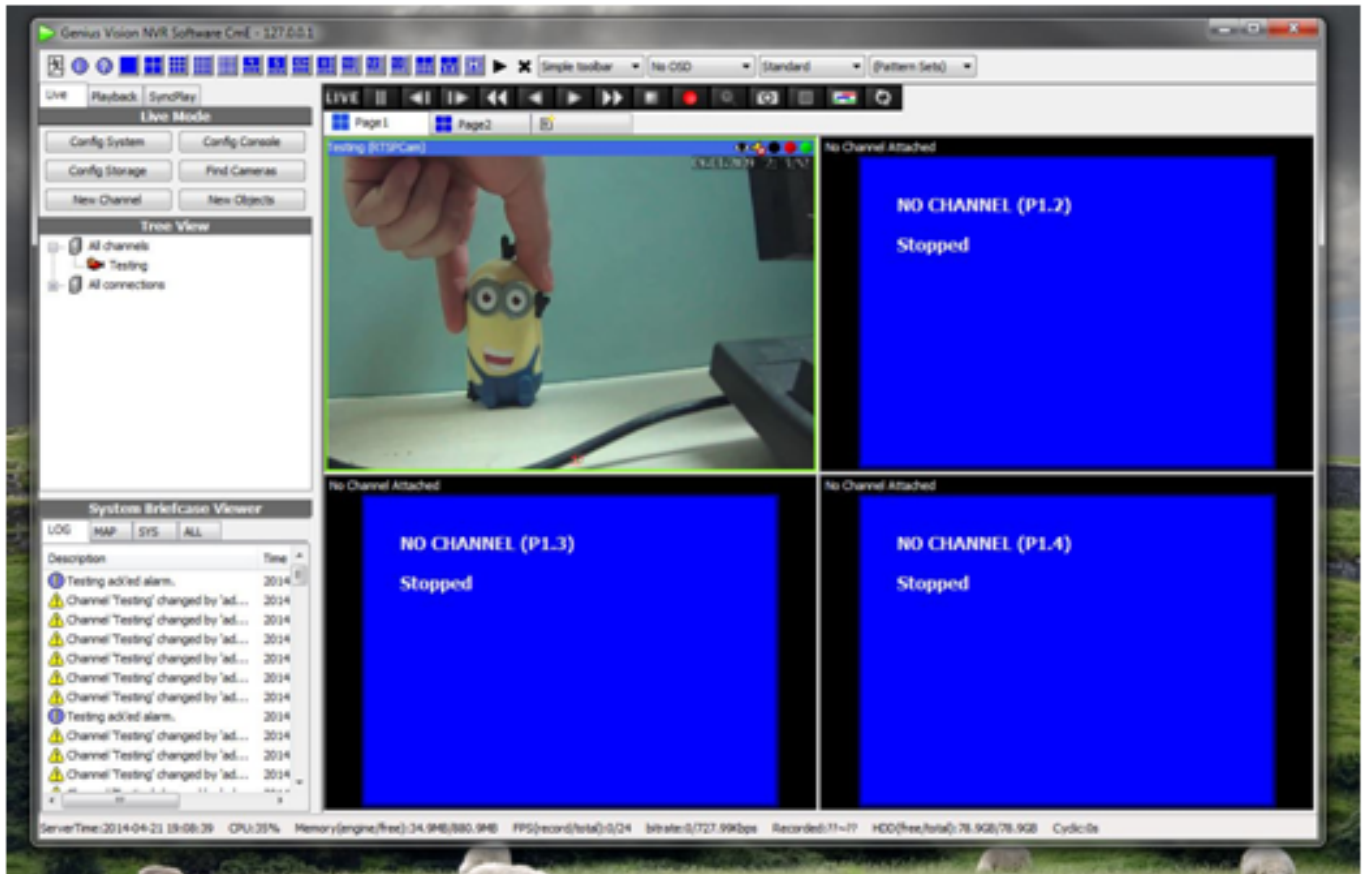 Genius Vision NVR Software CmE - 127.0.0.1
Simple toolbar No OSD Standard (Pattern Sets)
Live Playback SyncPlay
LIVE
Live Mode
Page1 Page2
Config System Config Console
Config Storage Find Cameras
New Channel New Objects
Tree View
All channels
Testing
All connections
Testing (RTSPCam)
No Channel Attached
NO CHANNEL (P1.2)
Stopped
No Channel Attached
NO CHANNEL (P1.3)
Stopped
No Channel Attached
NO CHANNEL (P1.4)
Stopped
System Briefcase Viewer
LOG MAP SYS ALL
Description Time
Testing ack'ed alarm. 2014
Channel 'Testing' changed by 'ad... 2014
Channel 'Testing' changed by 'ad... 2014
Channel 'Testing' changed by 'ad... 2014
Channel 'Testing' changed by 'ad... 2014
Channel 'Testing' changed by 'ad... 2014
Channel 'Testing' changed by 'ad... 2014
Testing ack'ed alarm. 2014
Channel 'Testing' changed by 'ad... 2014
Channel 'Testing' changed by 'ad... 2014
Channel 'Testing' changed by 'ad... 2014
ServerTime:2014-04-21 19:08:39 CPU:35% Memory(engine/free):34.9MB/880.9MB FPS(record/total):0/24 bitrate:0/727.99Kbps Recorded:??~?? HDD(free/total):78.9GB/78.9GB Cyclic:0s